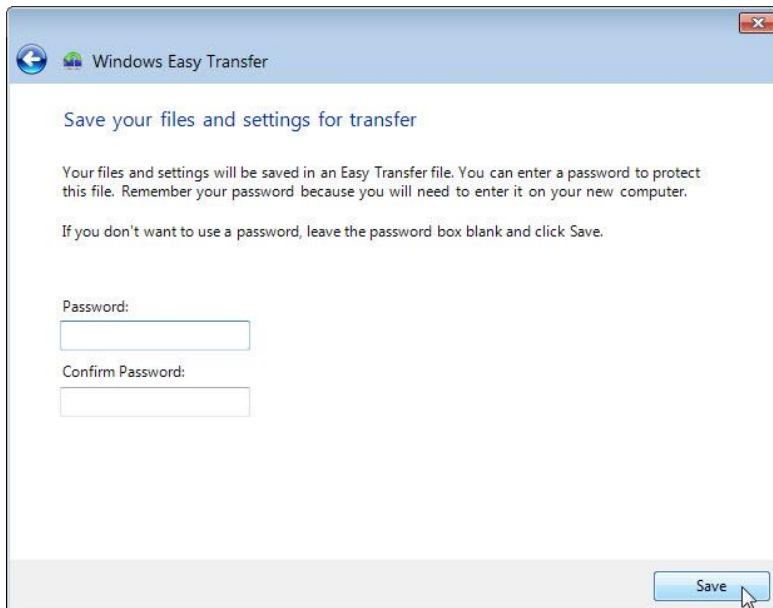 Windows Easy Transfer
Save your files and settings for transfer
Your files and settings will be saved in an Easy Transfer file. You can enter a password to protect
this file. Remember your password because you will need to enter it on your new computer.
If you don't want to use a password, leave the password box blank and click Save.
Password:
Confirm Password:
Save